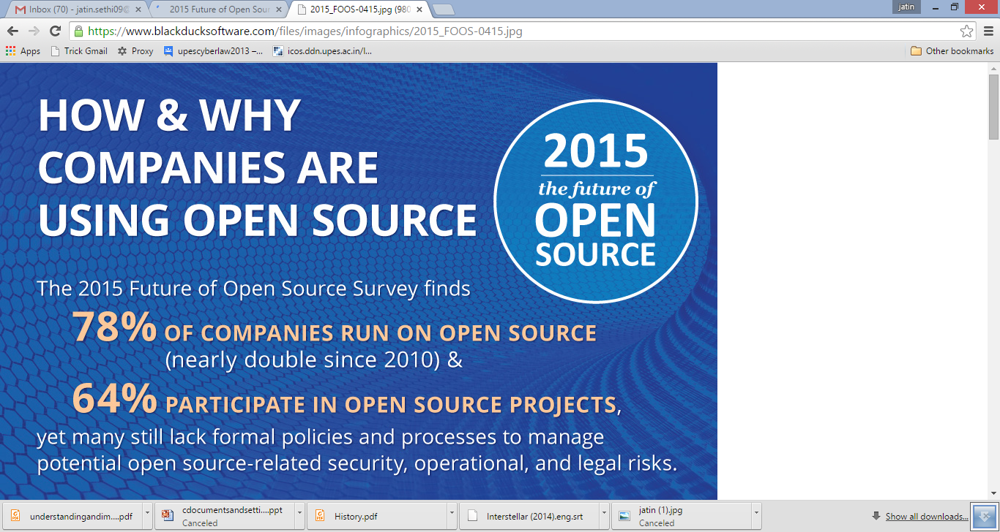 Inbox (70) - jatin.sethi09@
2015 Future of Open Sour
2015_FOOS-0415.jpg (980
jatin
https://www.blackducksoftware.com/files/images/infographics/2015_FOOS-0415.jpg
Apps
Trick Gmail
Proxy
upescyberlaw2013 –...
icos.ddn.upes.ac.in/l...
Other bookmarks
HOW & WHY
COMPANIES ARE
USING OPEN SOURCE
2015
the future of
OPEN
SOURCE
The 2015 Future of Open Source Survey finds
78% OF COMPANIES RUN ON OPEN SOURCE
(nearly double since 2010) &
64% PARTICIPATE IN OPEN SOURCE PROJECTS,
yet many still lack formal policies and processes to manage
potential open source-related security, operational, and legal risks.
understandingandim....pdf
cdocumentsandsetti....ppt
Canceled
History.pdf
Interstellar (2014).eng.srt
jatin (1).jpg
Canceled
Show all downloads...